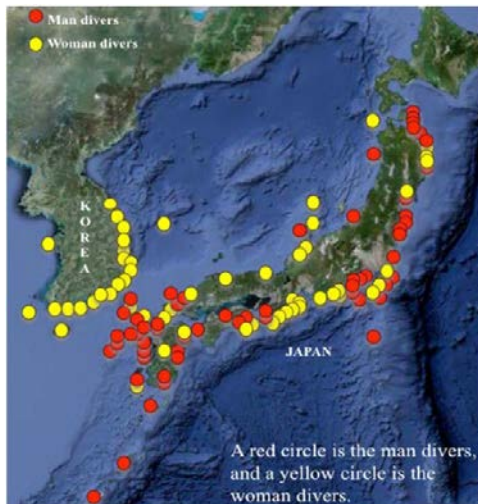 Man divers
Woman divers
KOREA
JAPAN
A red circle is the man divers,
and a yellow circle is the
woman divers.